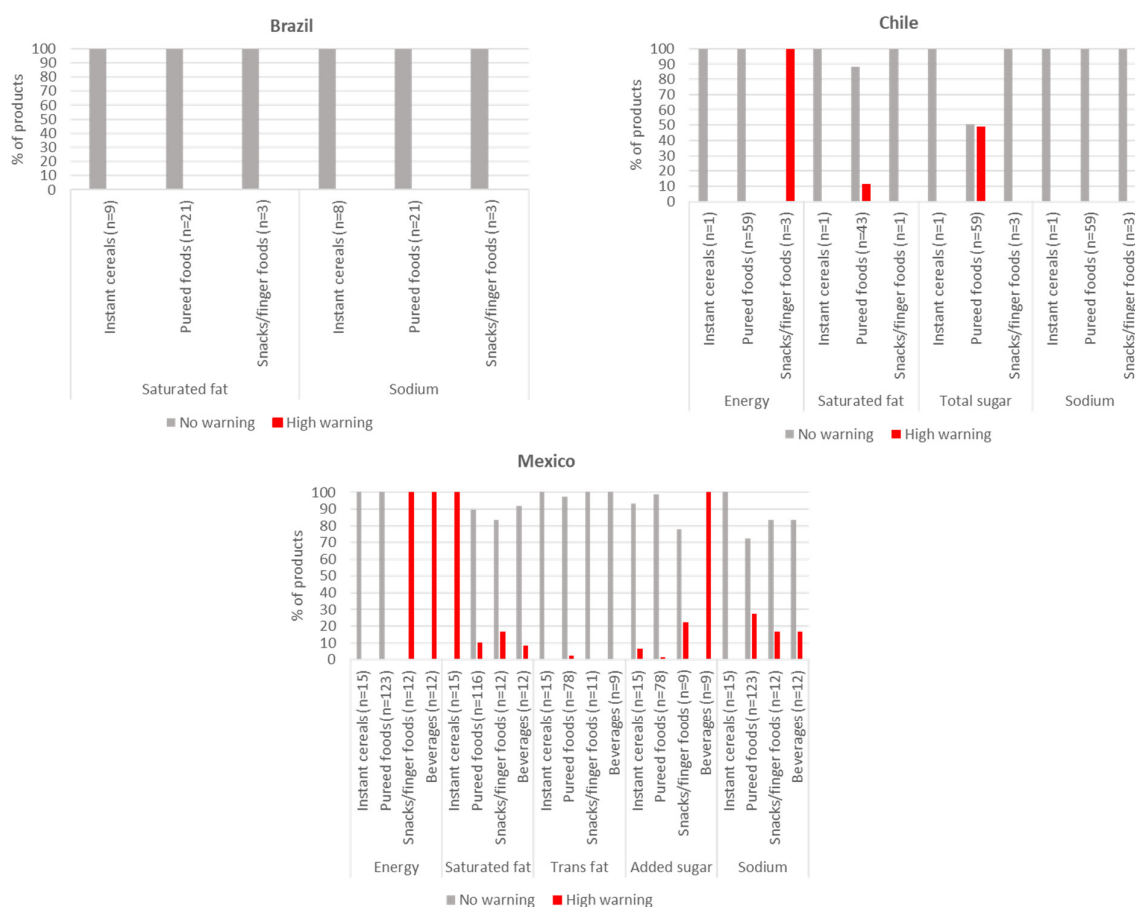 Brazil
% of products
100
90
80
70
60
50
40
30
20
10
0
Instant cereals (n=9)
Pureed foods (n=21)
Snacks/finger foods (n=3)
Instant cereals (n=8)
Pureed foods (n=21)
Snacks/finger foods (n=3)
Saturated fat
Sodium
No warning
High warning
Chile
% of products
100
90
80
70
60
50
40
30
20
10
0
Instant cereals (n=1)
Pureed foods (n=59)
Snacks/finger foods (n=3)
Instant cereals (n=1)
Pureed foods (n=43)
Snacks/finger foods (n=1)
Instant cereals (n=1)
Pureed foods (n=59)
Snacks/finger foods (n=3)
Instant cereals (n=1)
Pureed foods (n=59)
Snacks/finger foods (n=3)
Energy
Saturated fat
Total sugar
Sodium
No warning
High warning
Mexico
% of products
100
90
80
70
60
50
40
30
20
10
0
Instant cereals (n=15)
Pureed foods (n=123)
Snacks/finger foods (n=12)
Beverages (n=12)
Instant cereals (n=15)
Pureed foods (n=116)
Snacks/finger foods (n=12)
Beverages (n=12)
Instant cereals (n=15)
Pureed foods (n=78)
Snacks/finger foods (n=11)
Beverages (n=9)
Instant cereals (n=15)
Pureed foods (n=78)
Snacks/finger foods (n=9)
Beverages (n=9)
Instant cereals (n=15)
Pureed foods (n=123)
Snacks/finger foods (n=12)
Beverages (n=12)
Energy
Saturated fat
Trans fat
Added sugar
Sodium
No warning
High warning